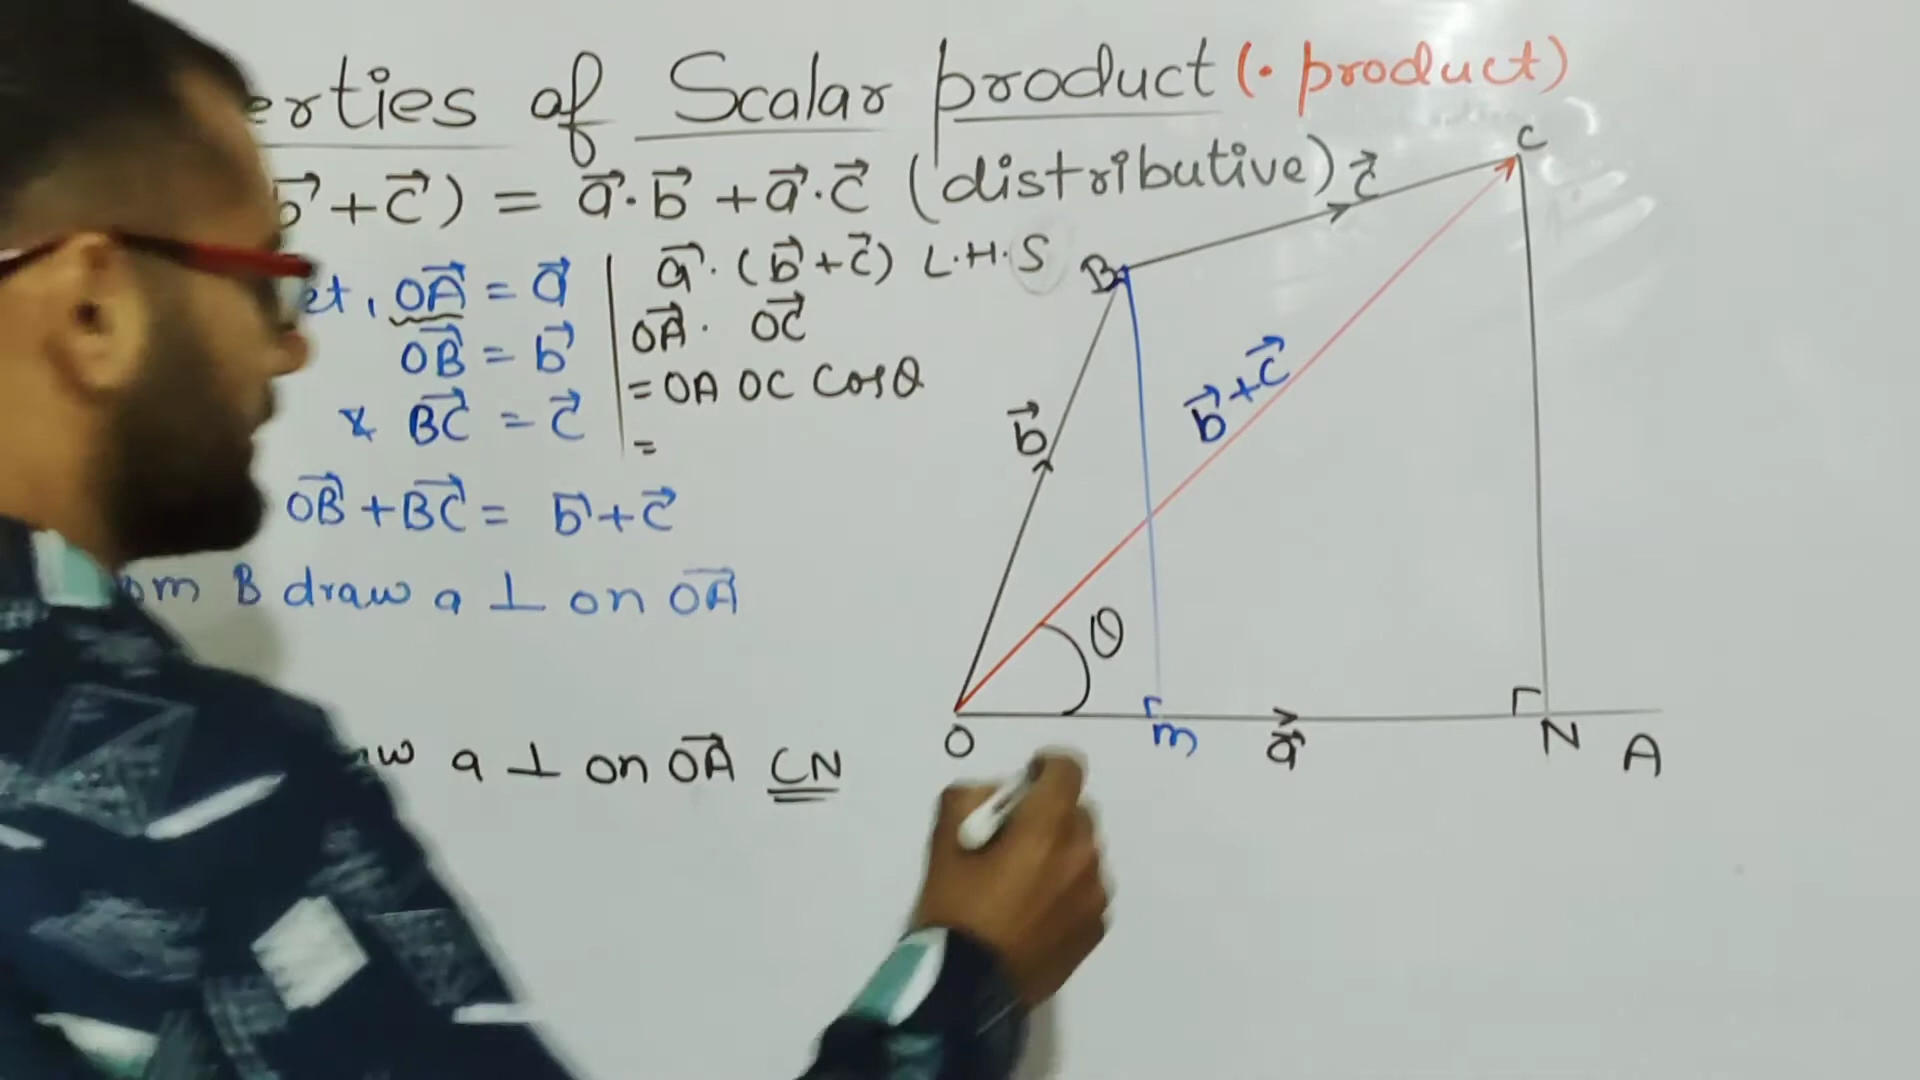 erties of Scalar product (· product)
b⃗ + c⃗) = a⃗·b⃗ + a⃗·c⃗ (distributive)
et, OA⃗ = a⃗
OB⃗ = b⃗
& BC⃗ = c⃗
OB⃗ + BC⃗ = b⃗ + c⃗
om B draw a ⊥ on OA⃗
w a ⊥ on OA⃗ CN
a⃗·(b⃗ + c⃗) L.H.S
OA⃗· OC⃗
= OA OC Cosθ
=
C
c⃗
B
b⃗ + c⃗
b⃗
θ
O
m
a⃗
N
A